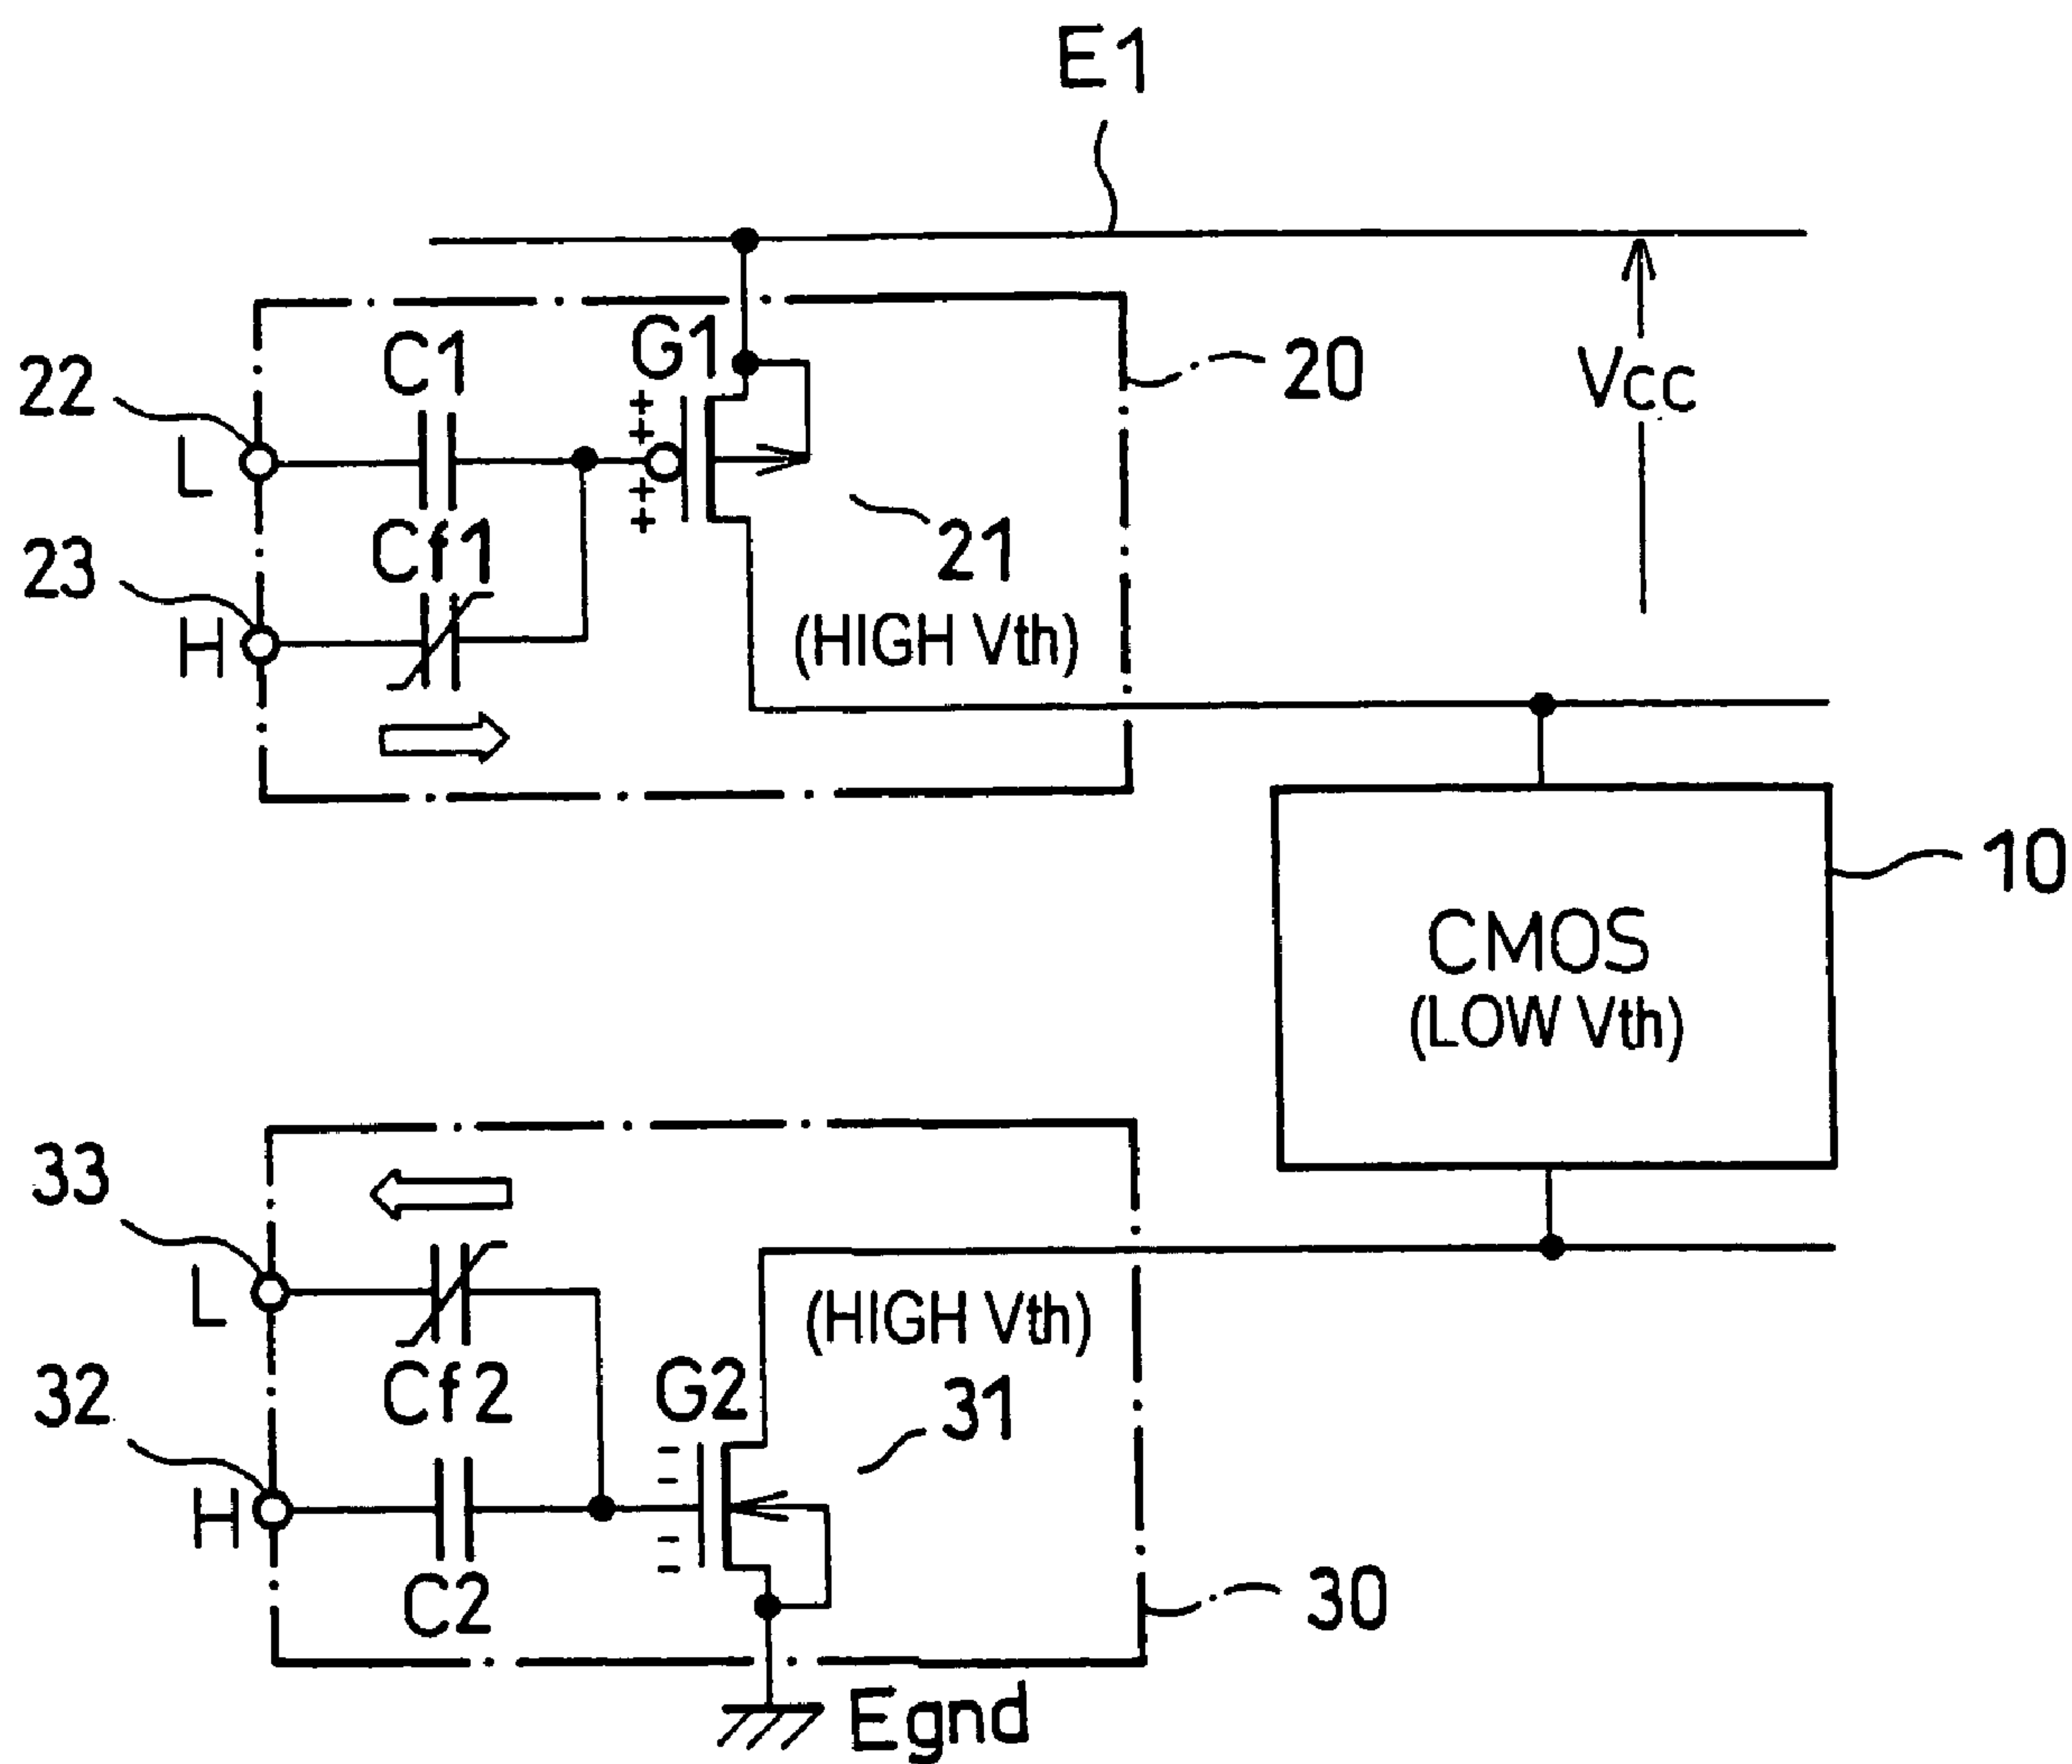 E1
C1
G1
20
Vcc
22
L
++
++
Cf1
21
23
H
(HIGH Vth)
10
CMOS
(LOW Vth)
33
L
(HIGH Vth)
Cf2
G2
31
32
H
C2
30
Egnd